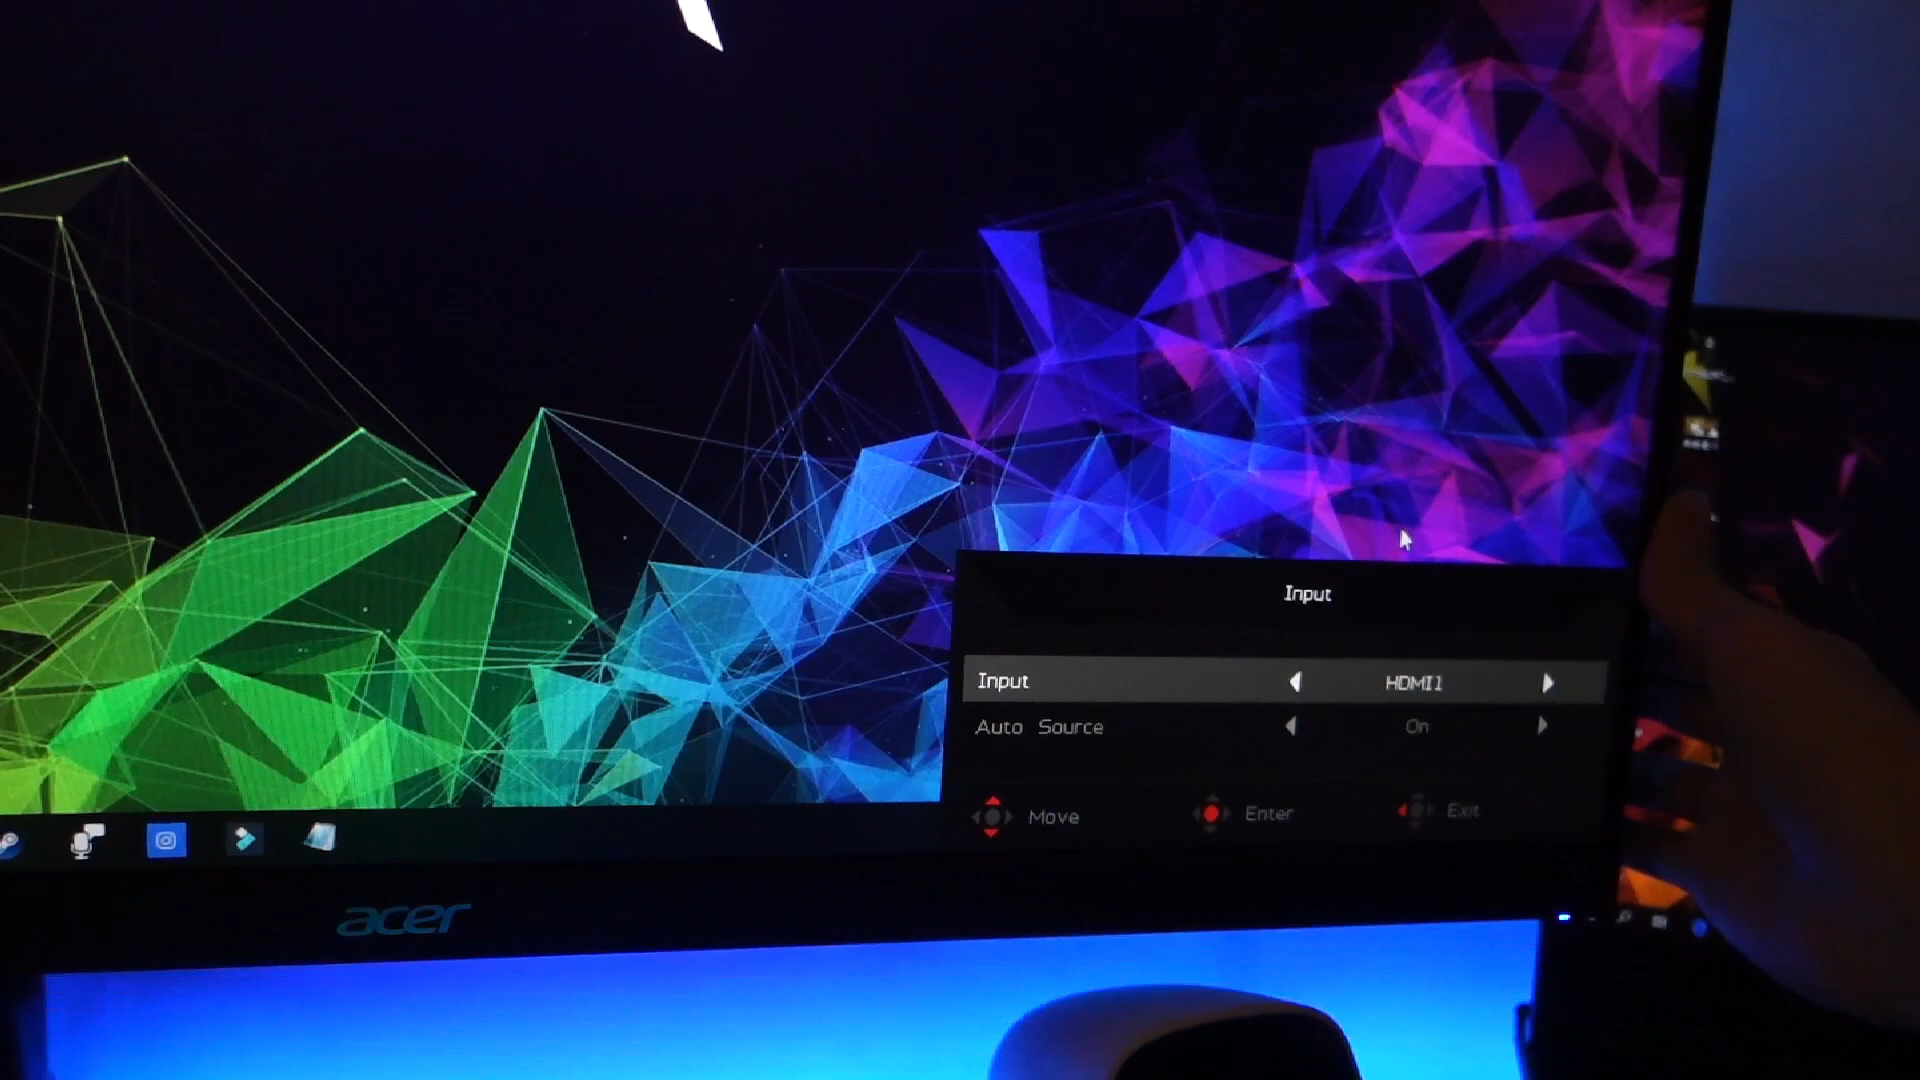 Input
Input HDMI1
Auto Source On
Move Enter Exit
acer